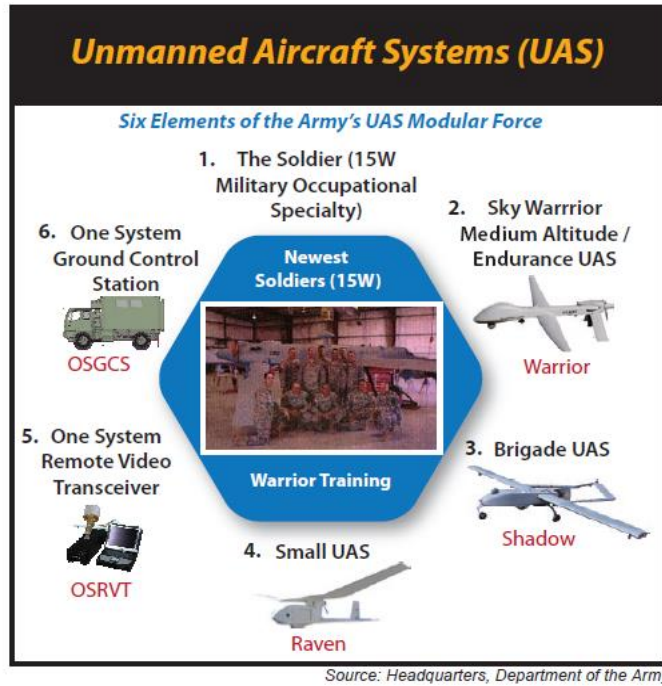 Unmanned Aircraft Systems (UAS)
Six Elements of the Army's UAS Modular Force
1. The Soldier (15W
Military Occupational
Specialty)
2. Sky Warrrior
Medium Altitude /
Endurance UAS
Warrior
3. Brigade UAS
Shadow
4. Small UAS
Raven
5. One System
Remote Video
Transceiver
OSRVT
6. One System
Ground Control
Station
OSGCS
Newest
Soldiers (15W)
Warrior Training
Source: Headquarters, Department of the Army